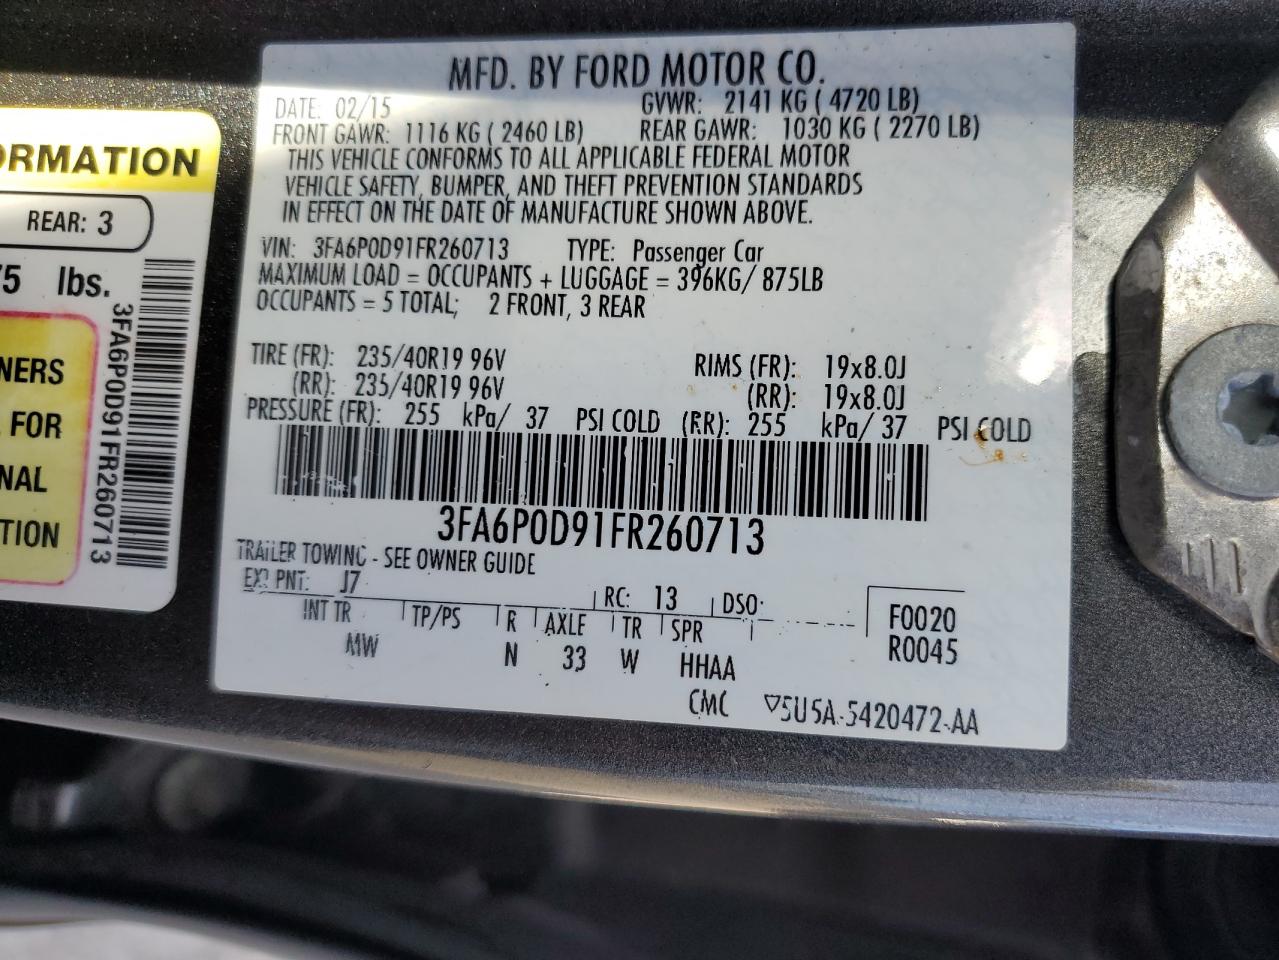 ORMATION
REAR: 3
75 lbs.
NERS
FOR
NAL
TION
3FA6P0D91FR260713
MFD. BY FORD MOTOR CO.
DATE: 02/15 GVWR: 2141 KG ( 4720 LB)
FRONT GAWR: 1116 KG ( 2460 LB) REAR GAWR: 1030 KG ( 2270 LB)
THIS VEHICLE CONFORMS TO ALL APPLICABLE FEDERAL MOTOR
VEHICLE SAFETY, BUMPER, AND THEFT PREVENTION STANDARDS
IN EFFECT ON THE DATE OF MANUFACTURE SHOWN ABOVE.
VIN: 3FA6P0D91FR260713 TYPE: Passenger Car
MAXIMUM LOAD = OCCUPANTS + LUGGAGE = 396KG/ 875LB
OCCUPANTS = 5 TOTAL; 2 FRONT, 3 REAR
TIRE (FR): 235/40R19 96V RIMS (FR): 19x8.0J
(RR): 235/40R19 96V (RR): 19x8.0J
PRESSURE (FR): 255 kPa/ 37 PSI COLD (RR): 255 kPa/ 37 PSI COLD
3FA6P0D91FR260713
TRAILER TOWING - SEE OWNER GUIDE
EXT PNT: J7 RC: 13 DSO:
INT TR TP/PS R AXLE TR SPR F0020
MW N 33 W HHAA R0045
CMC ▽5U5A-5420472-AA